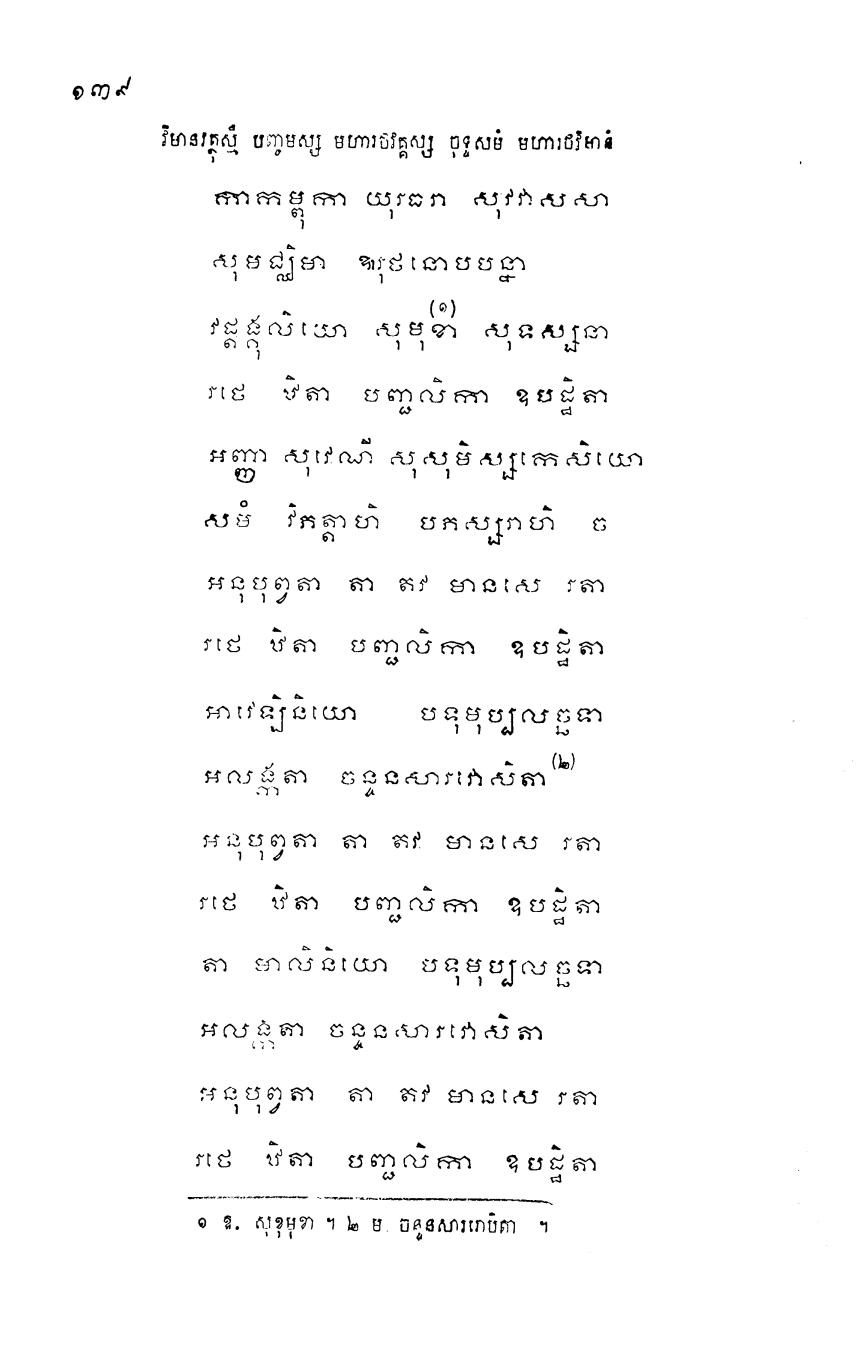 ១៣៩
វិមានវត្ថុស្មឹ បញ្ចមស្ស មហារថវគ្គស្ស ចុទ្ទសមំ មហារថវិមានំ
តា កម្ពុកា យុរធរា សុវាសសា
សុមជ្ឈិមា ឩរុថនោបបន្នា
វដ្តង្គុលិយោ សុមុខា (១) សុទស្សនា
រថេ ឋិតា បញ្ជលិកា ឧបដ្ឋិតា
អញ្ញា សុវេណី សុសុមិស្សកេសិយោ
សមំ វិភត្តាហិ បភស្សរាហិ ច
អនុបុព្វតា តា តវ មានសេ រតា
រថេ ឋិតា បញ្ជលិកា ឧបដ្ឋិតា
អាវេឡិនិយោ បទុមុប្បលច្ឆទា
អលង្កតា ចន្ទនសារវោសិតា (២)
អនុបុព្វតា តា តវ មានសេ រតា
រថេ ឋិតា បញ្ជលិកា ឧបដ្ឋិតា
តា មាលិនិយោ បទុមុប្បលច្ឆទា
អលង្កតា ចន្ទនសារវោសិតា
អនុបុព្វតា តា តវ មានសេ រតា
រថេ ឋិតា បញ្ជលិកា ឧបដ្ឋិតា
១ ឱ. សុខុមុខា ។ ២ ម. ចន្ទនសាររោបិតា ។